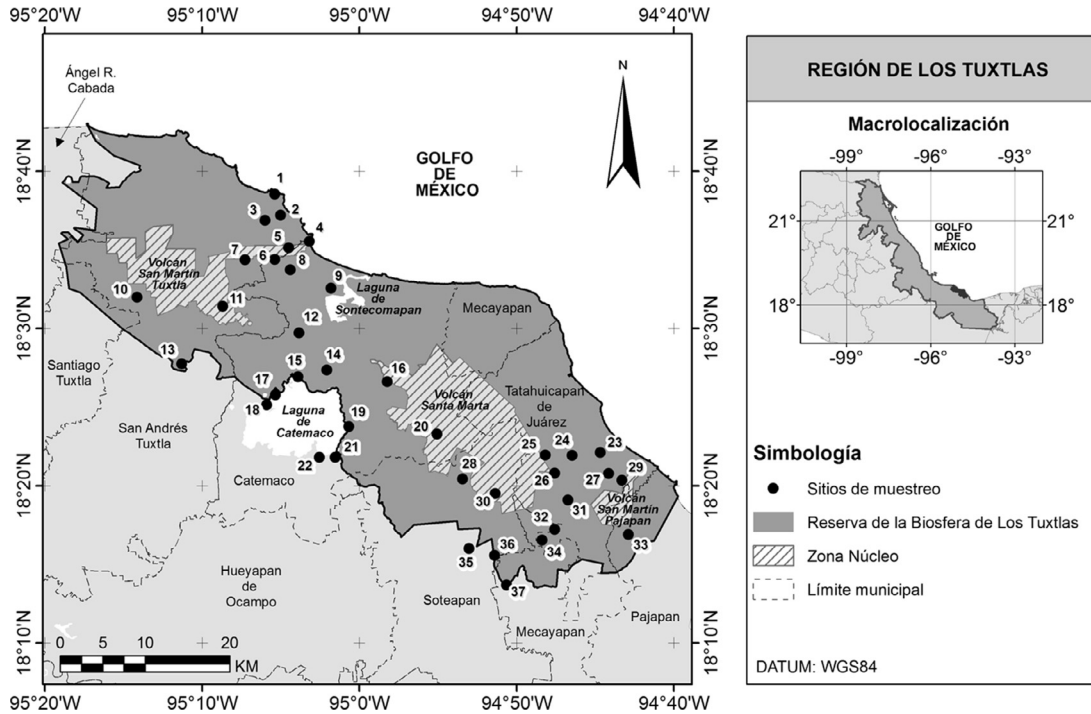 95°20'W
95°10'W
95°0'W
94°50'W
94°40'W
18°40'N
18°30'N
18°20'N
18°10'N
18°40'N
18°30'N
18°20'N
18°10'N
Ángel R.
Cabada
GOLFO
DE
MÉXICO
N
1
2
3
4
5
6
7
8
9
Volcán
San Martín
Tuxtla
Laguna
de
Sontecomapan
10
11
12
Mecayapan
13
14
15
16
Santiago
Tuxtla
San Andrés
Tuxtla
17
18
Laguna
de
Catemaco
19
20
Volcán
Santa Marta
Tatahuicapan
de
Juárez
21
22
Catemaco
23
24
25
26
27
28
29
30
31
Volcán
San Martín
Pajapan
32
33
34
35
36
37
Hueyapan
de
Ocampo
Soteapan
Mecayapan
Pajapan
0 5 10 20
KM
95°20'W
95°10'W
95°0'W
94°50'W
94°40'W
REGIÓN DE LOS TUXTLAS
Macrolocalización
-99° -96° -93°
21° 21°
GOLFO
DE
MÉXICO
18° 18°
-99° -96° -93°
Simbología
Sitios de muestreo
Reserva de la Biosfera de Los Tuxtlas
Zona Núcleo
Límite municipal
DATUM: WGS84